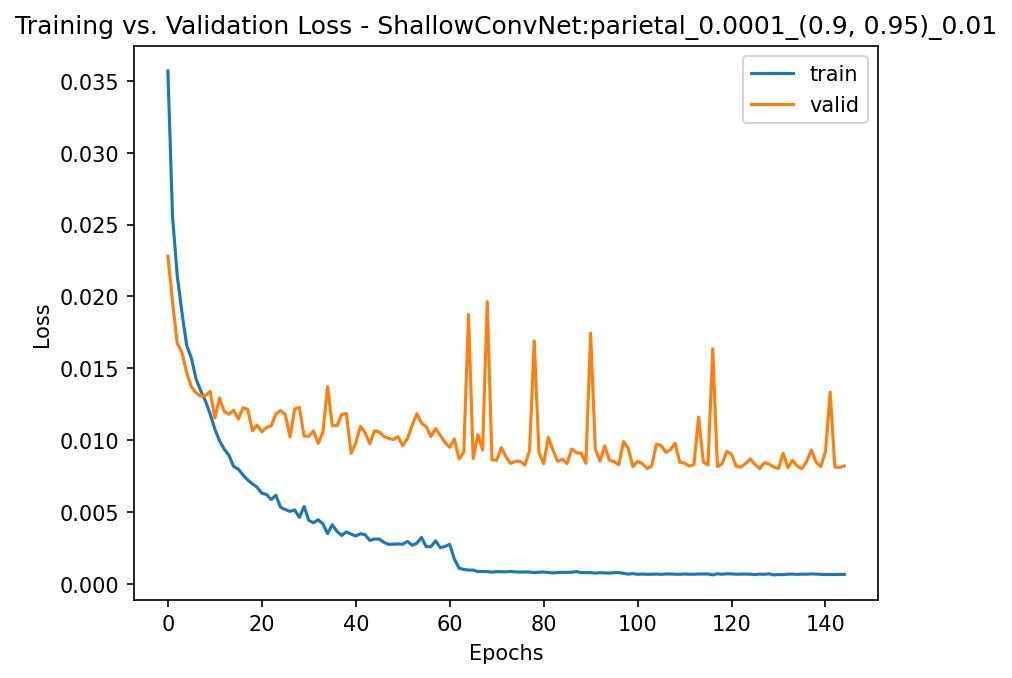 Training vs. Validation Loss - ShallowConvNet:parietal_0.0001_(0.9, 0.95)_0.01
train
valid
0.035
0.030
0.025
0.020
0.015
0.010
0.005
0.000
Loss
0 20 40 60 80 100 120 140
Epochs